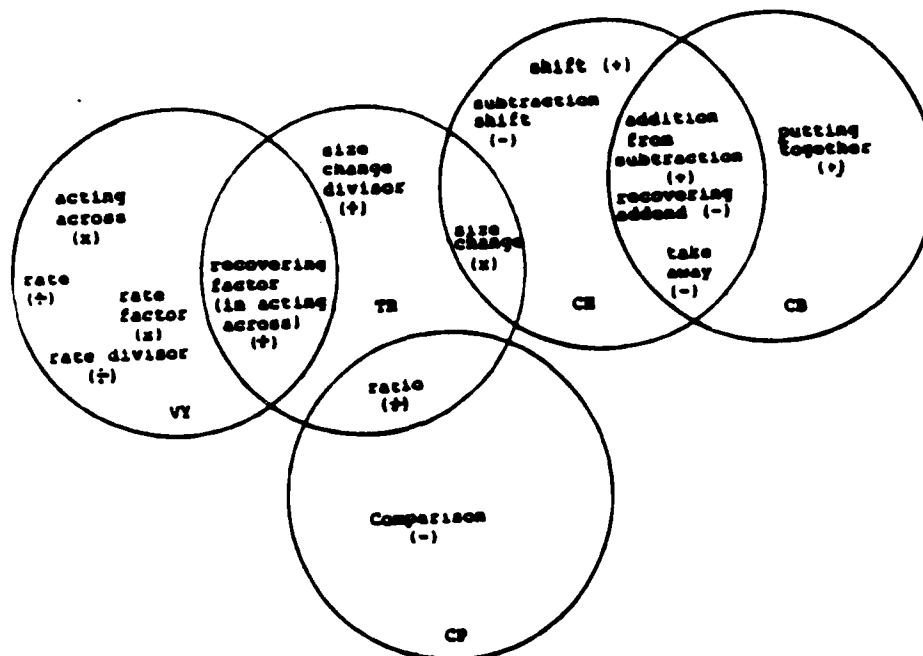 shift (+)
subtraction
shift
(-)
addition
from
subtraction
(+)
recovering
addend (-)
take
away
(-)
CH
putting
together
(+)
CB
size
change
divisor
(÷)
size
change
(x)
TR
acting
across
(x)
rate
(÷)
rate
factor
(x)
rate divisor
(÷)
VY
recovering
factor
(in acting
across)
(÷)
ratio
(÷)
Comparison
(-)
CP